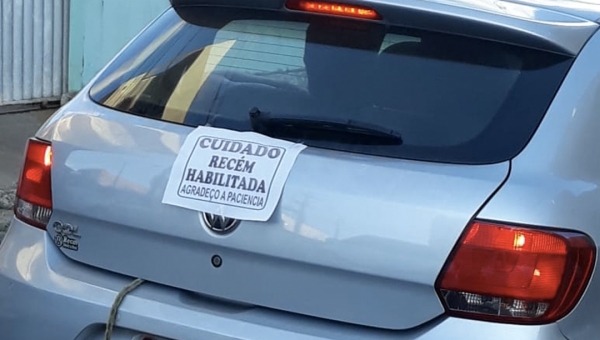 CUIDADO
RECÉM
HABILITADA
AGRADEÇO A PACIENCIA